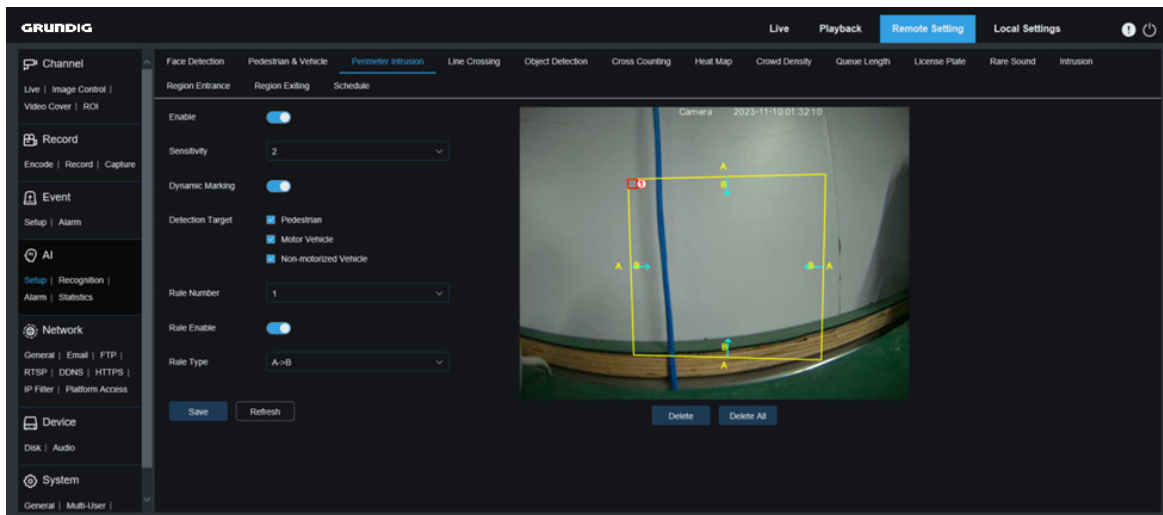 GRUNDIG
Live Playback Remote Setting Local Settings
Channel
Live | Image Control |
Video Cover | ROI
Record
Encode | Record | Capture
Event
Setup | Alarm
AI
Setup | Recognition |
Alarm | Statistics
Network
General | Email | FTP |
RTSP | DDNS | HTTPS |
IP Filter | Platform Access
Device
Disk | Audio
System
General | Multi-User |
Face Detection Pedestrian & Vehicle Perimeter Intrusion Line Crossing Object Detection Cross Counting Heat Map Crowd Density Queue Length License Plate Rare Sound Intrusion
Region Entrance Region Exiting Schedule
Enable
Sensitivity 2
Dynamic Marking
Detection Target Pedestrian
Motor Vehicle
Non-motorized Vehicle
Rule Number 1
Rule Enable
Rule Type A->B
Save Refresh
Camera 2023-11-10 01:32:10
A
B
1
A B B A
B
A
Delete Delete All